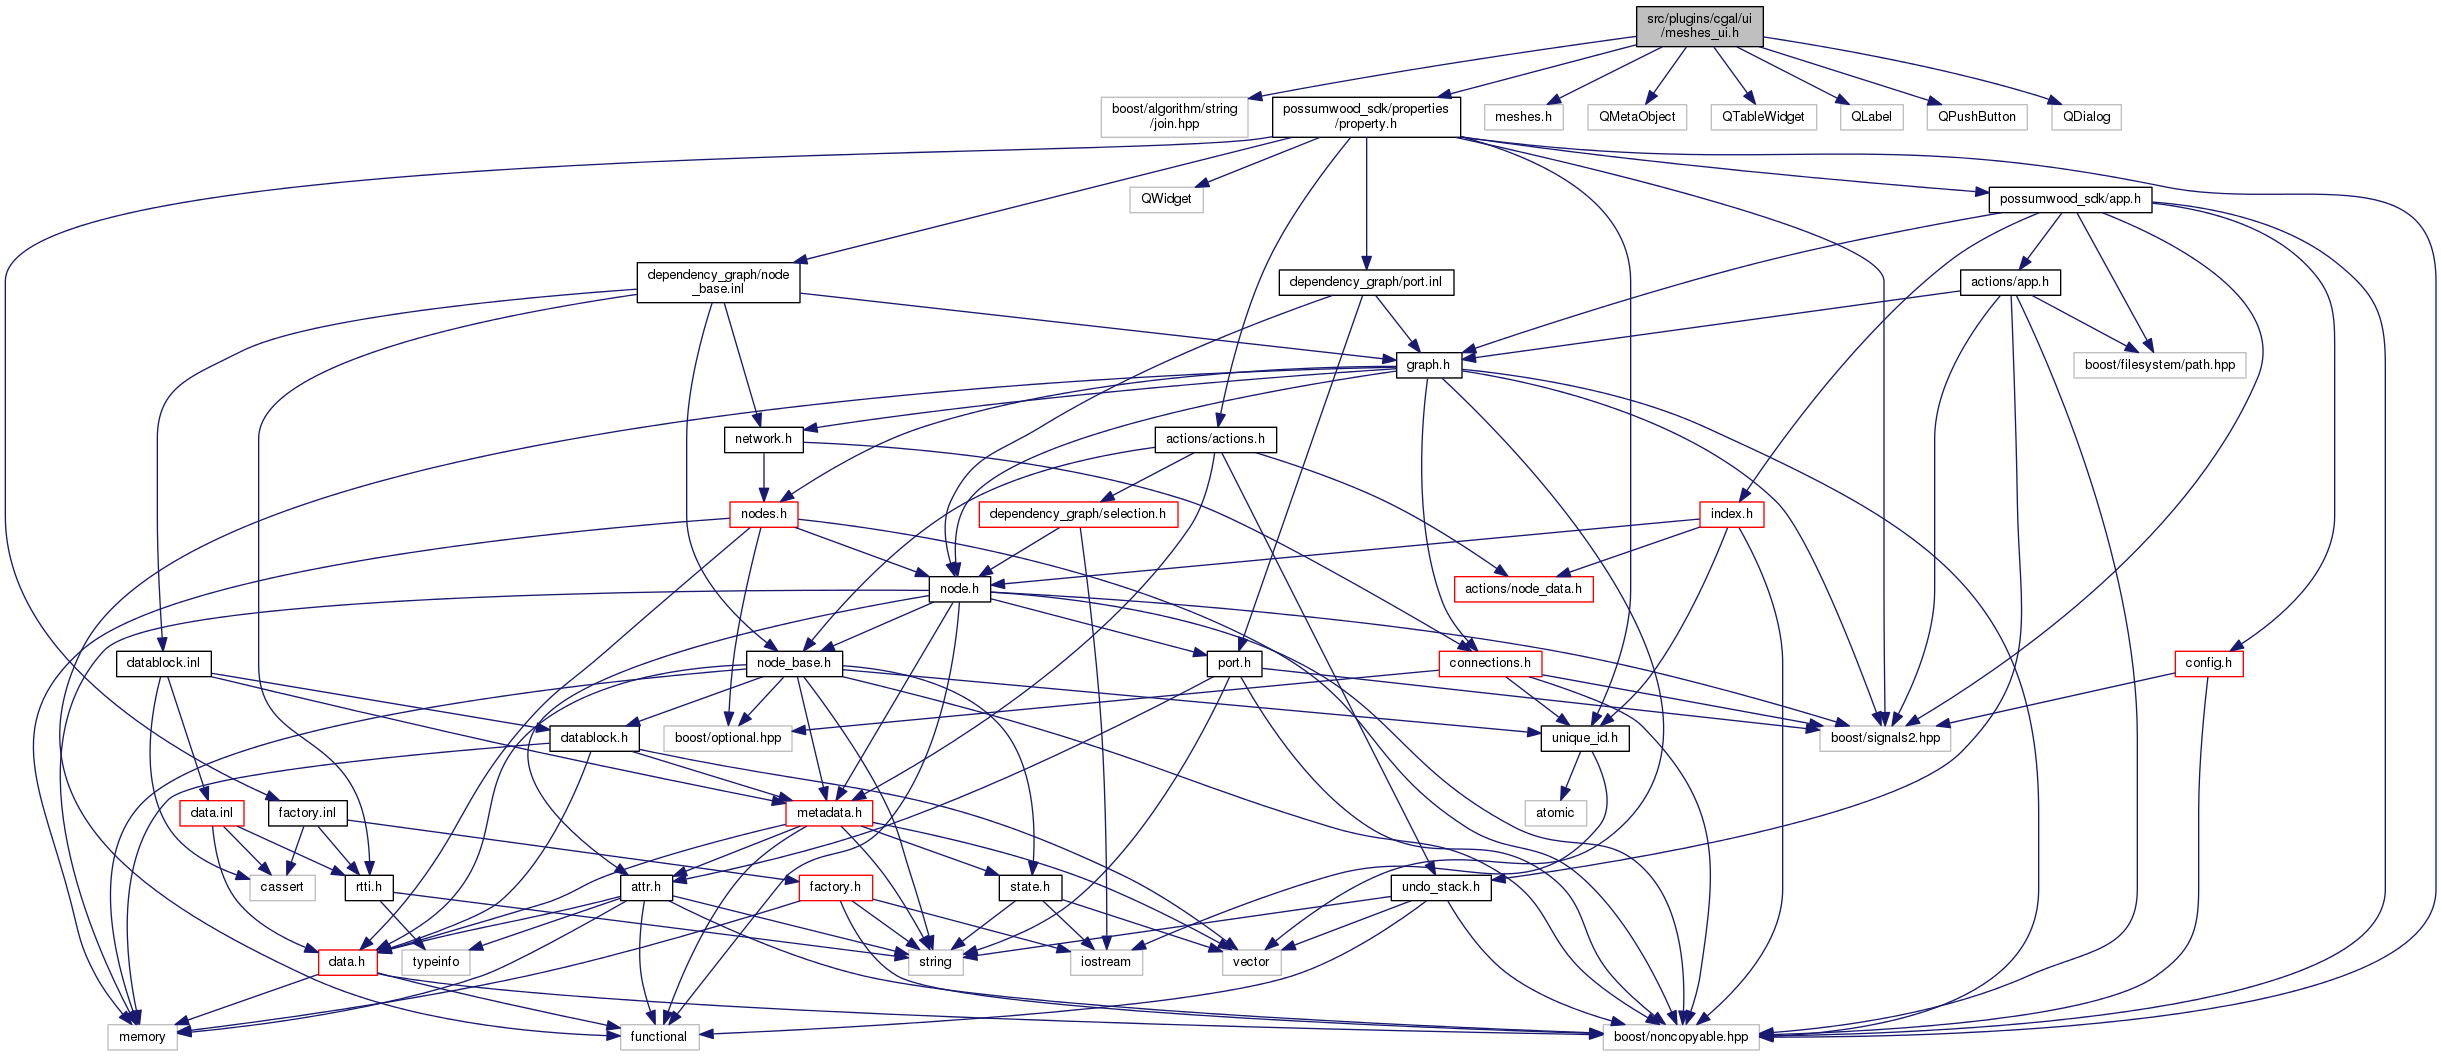 src/plugins/cgal/ui
/meshes_ui.h
boost/algorithm/string
/join.hpp
possumwood_sdk/properties
/property.h
meshes.h
QMetaObject
QTableWidget
QLabel
QPushButton
QDialog
QWidget
possumwood_sdk/app.h
dependency_graph/node
_base.inl
dependency_graph/port.inl
actions/app.h
graph.h
boost/filesystem/path.hpp
network.h
actions/actions.h
nodes.h
dependency_graph/selection.h
index.h
node.h
actions/node_data.h
datablock.inl
node_base.h
port.h
connections.h
config.h
datablock.h
boost/optional.hpp
unique_id.h
boost/signals2.hpp
data.inl
factory.inl
metadata.h
atomic
cassert
rtti.h
attr.h
factory.h
state.h
undo_stack.h
data.h
typeinfo
string
iostream
vector
memory
functional
boost/noncopyable.hpp